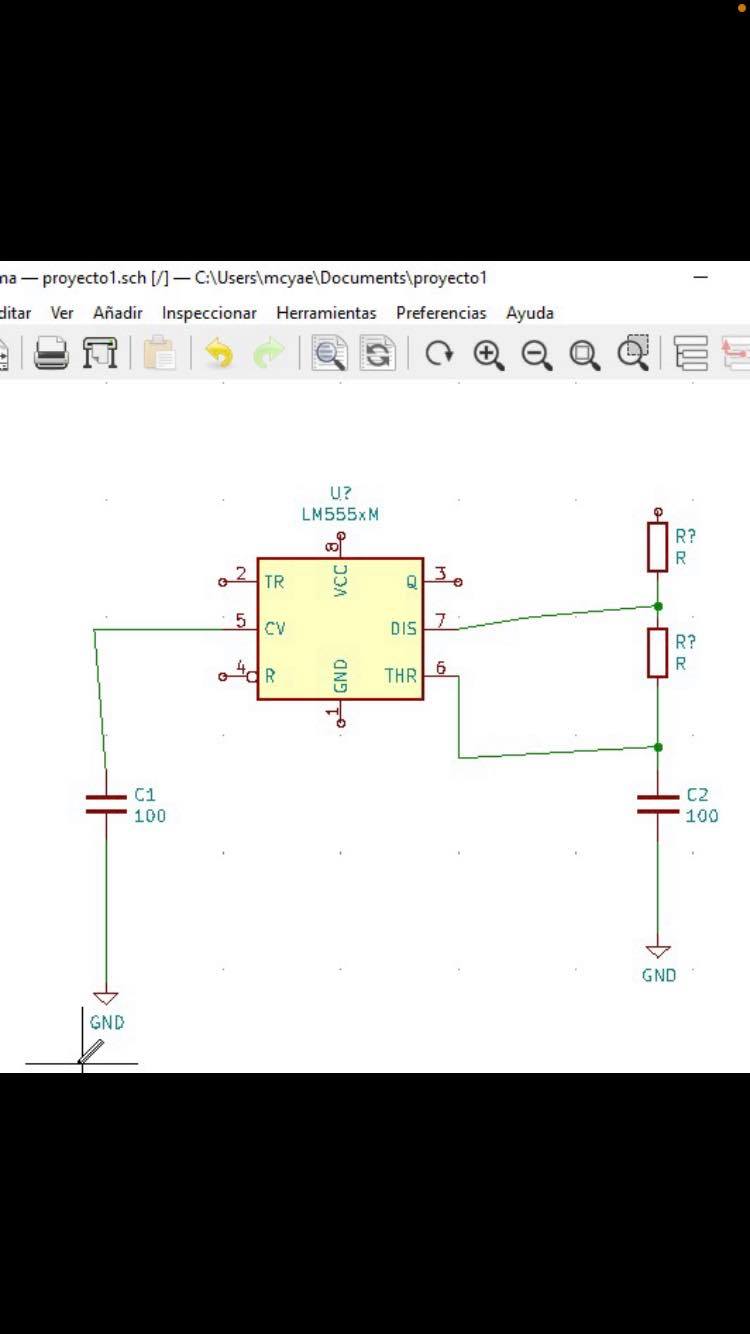 na — proyecto1.sch [/] — C:\Users\mcyae\Documents\proyecto1
ditar Ver Añadir Inspeccionar Herramientas Preferencias Ayuda
U?
LM555xM
8
VCC
2
TR
Q
3
5
CV
DIS
7
4
R
THR
6
GND
1
R?
R
R?
R
C1
100
C2
100
GND
GND